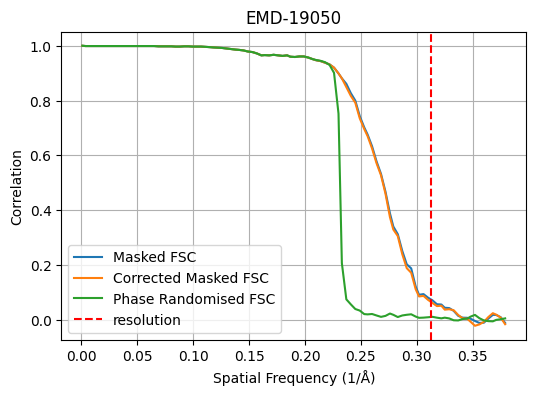 EMD-19050
Correlation
1.0
0.8
0.6
0.4
0.2
0.0
Masked FSC
Corrected Masked FSC
Phase Randomised FSC
resolution
0.00 0.05 0.10 0.15 0.20 0.25 0.30 0.35
Spatial Frequency (1/Å)